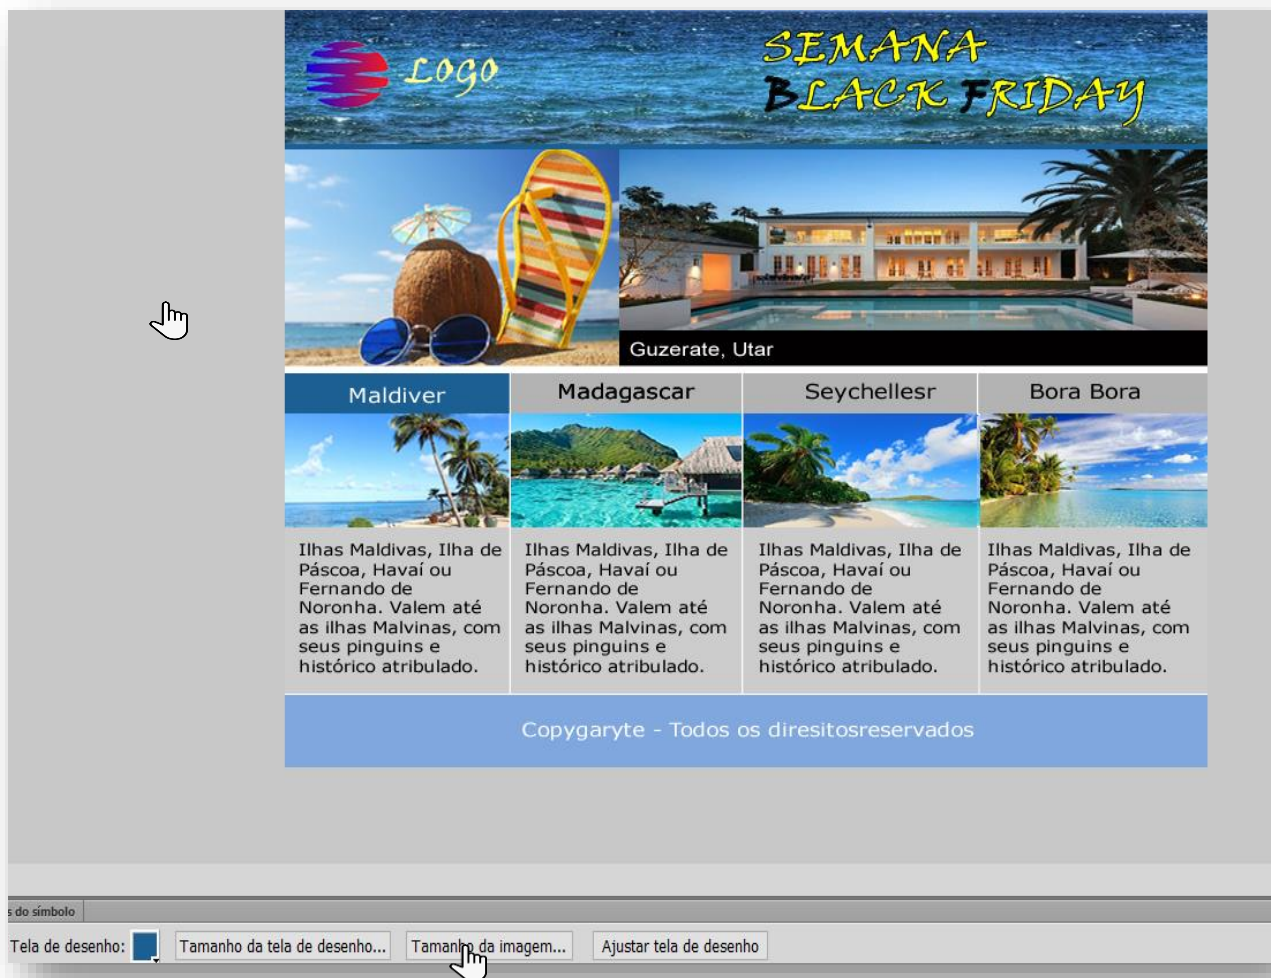 LOGO
SEMANA
BLACK FRIDAY
Guzerate, Utar
Maldiver
Madagascar
Seychellesr
Bora Bora
Ilhas Maldivas, Ilha de
Páscoa, Havaí ou
Fernando de
Noronha. Valem até
as ilhas Malvinas, com
seus pinguins e
histórico atribulado.
Ilhas Maldivas, Ilha de
Páscoa, Havaí ou
Fernando de
Noronha. Valem até
as ilhas Malvinas, com
seus pinguins e
histórico atribulado.
Ilhas Maldivas, Ilha de
Páscoa, Havaí ou
Fernando de
Noronha. Valem até
as ilhas Malvinas, com
seus pinguins e
histórico atribulado.
Ilhas Maldivas, Ilha de
Páscoa, Havaí ou
Fernando de
Noronha. Valem até
as ilhas Malvinas, com
seus pinguins e
histórico atribulado.
Copygaryte - Todos os diresitosreservados
s do símbolo
Tela de desenho:
Tamanho da tela de desenho...
Tamanho da imagem...
Ajustar tela de desenho